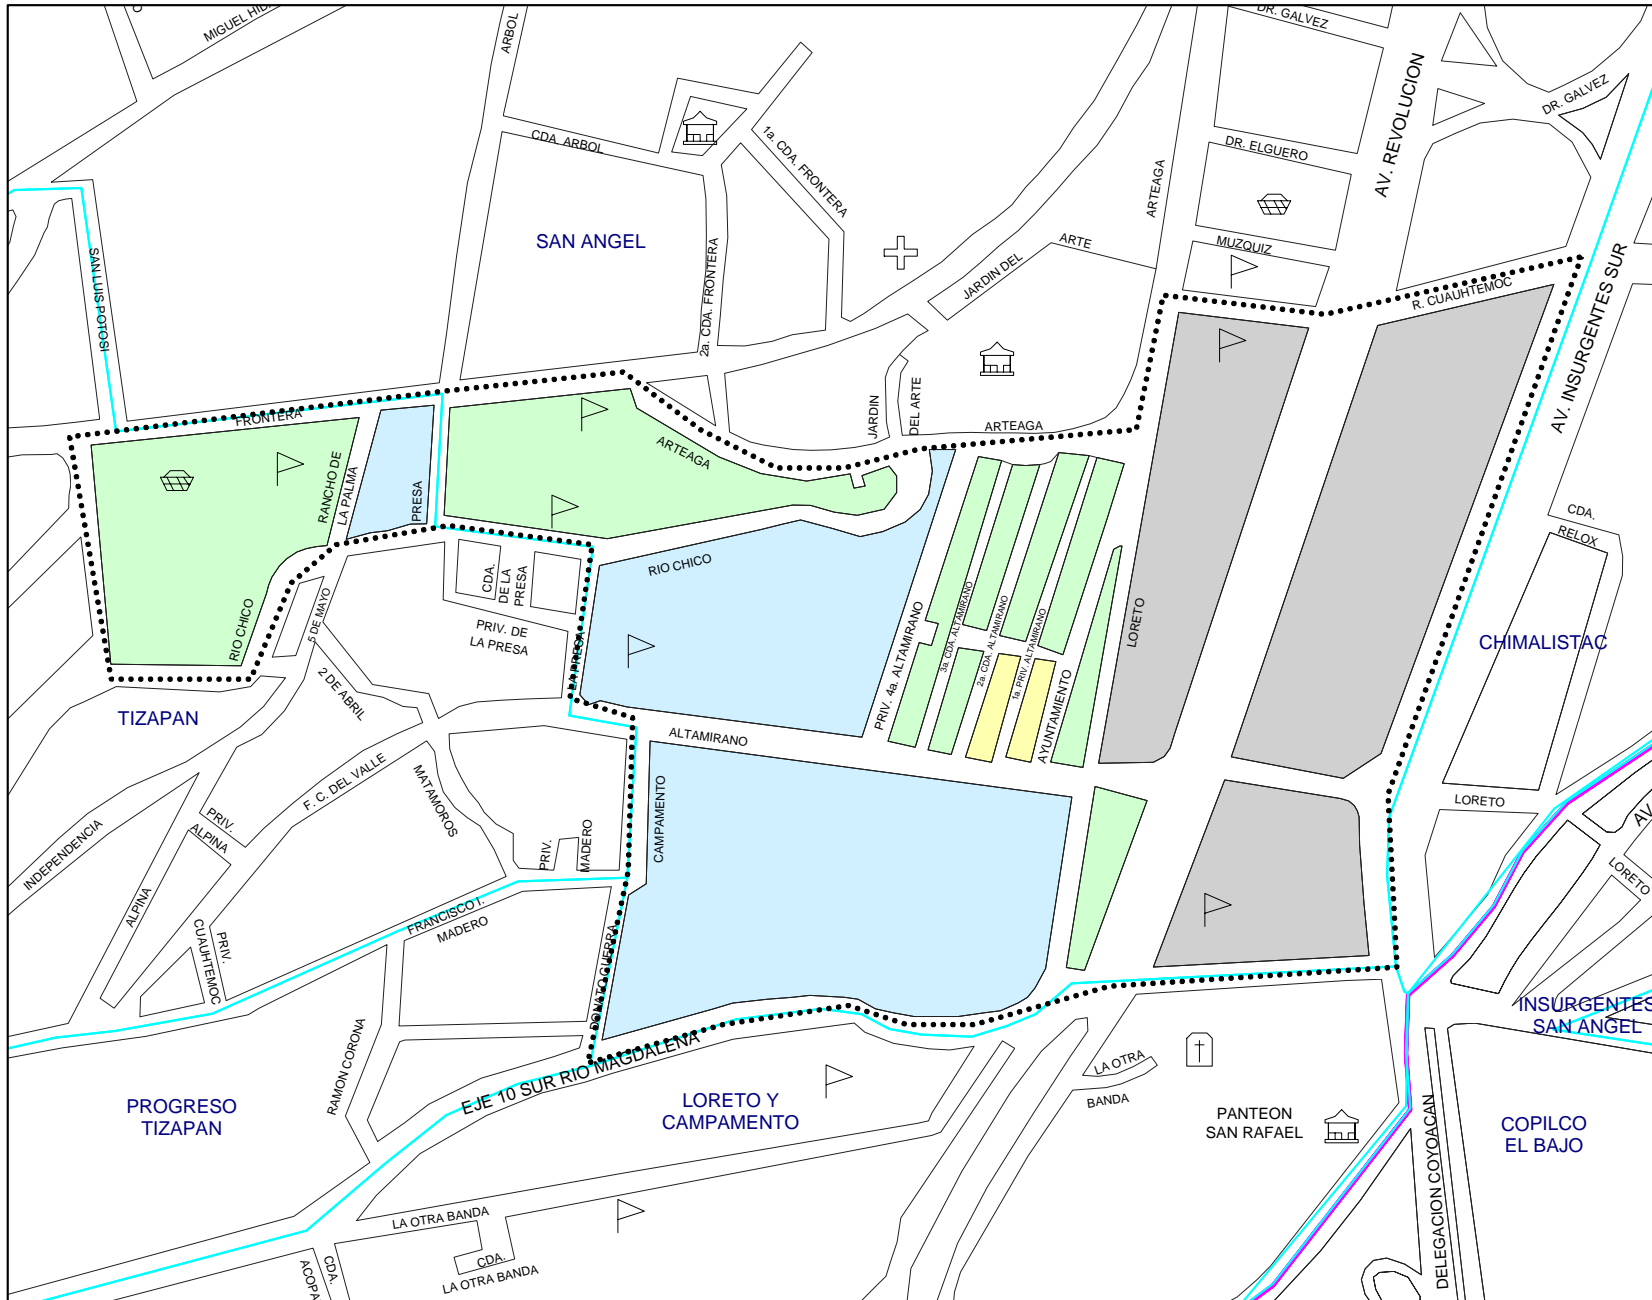 DR. GALVEZ
ARBOL
AV. REVOLUCION
DR. GALVEZ
CDA. ARBOL
1a. CDA. FRONTERA
DR. ELGUERO
ARTEAGA
SAN ANGEL
ARTE
MUZQUIZ
JARDIN DEL
SAN LUIS POTOSI
2a. CDA. FRONTERA
R. CUAUHTEMOC
AV. INSURGENTES SUR
FRONTERA
JARDIN
DEL ARTE
ARTEAGA
ARTEAGA
RANCHO DE
LA PALMA
PRESA
CDA.
RELOX
RIO CHICO
CDA.
DE LA
PRESA
5 DE MAYO
PRIV. DE
LA PRESA
RIO CHICO
LA PRESA
PRIV. 4a. ALTAMIRANO
3a. CDA. ALTAMIRANO
2a. CDA. ALTAMIRANO
1a. PRIV. ALTAMIRANO
AYUNTAMIENTO
LORETO
CHIMALISTAC
2 DE ABRIL
TIZAPAN
ALTAMIRANO
F. C. DEL VALLE
MATAMOROS
PRIV.
ALPINA
CAMPAMENTO
LORETO
AV.
INDEPENDENCIA
PRIV.
MADERO
LORETO
ALPINA
FRANCISCO I.
MADERO
PRIV.
CUAUHTEMOC
DONATO GUERRA
INSURGENTES
SAN ANGEL
RAMON CORONA
EJE 10 SUR RIO MAGDALENA
LA OTRA
BANDA
PROGRESO
TIZAPAN
LORETO Y
CAMPAMENTO
PANTEON
SAN RAFAEL
COPILCO
EL BAJO
DELEGACION COYOACAN
LA OTRA BANDA
CDA.
LA OTRA BANDA
CDA.